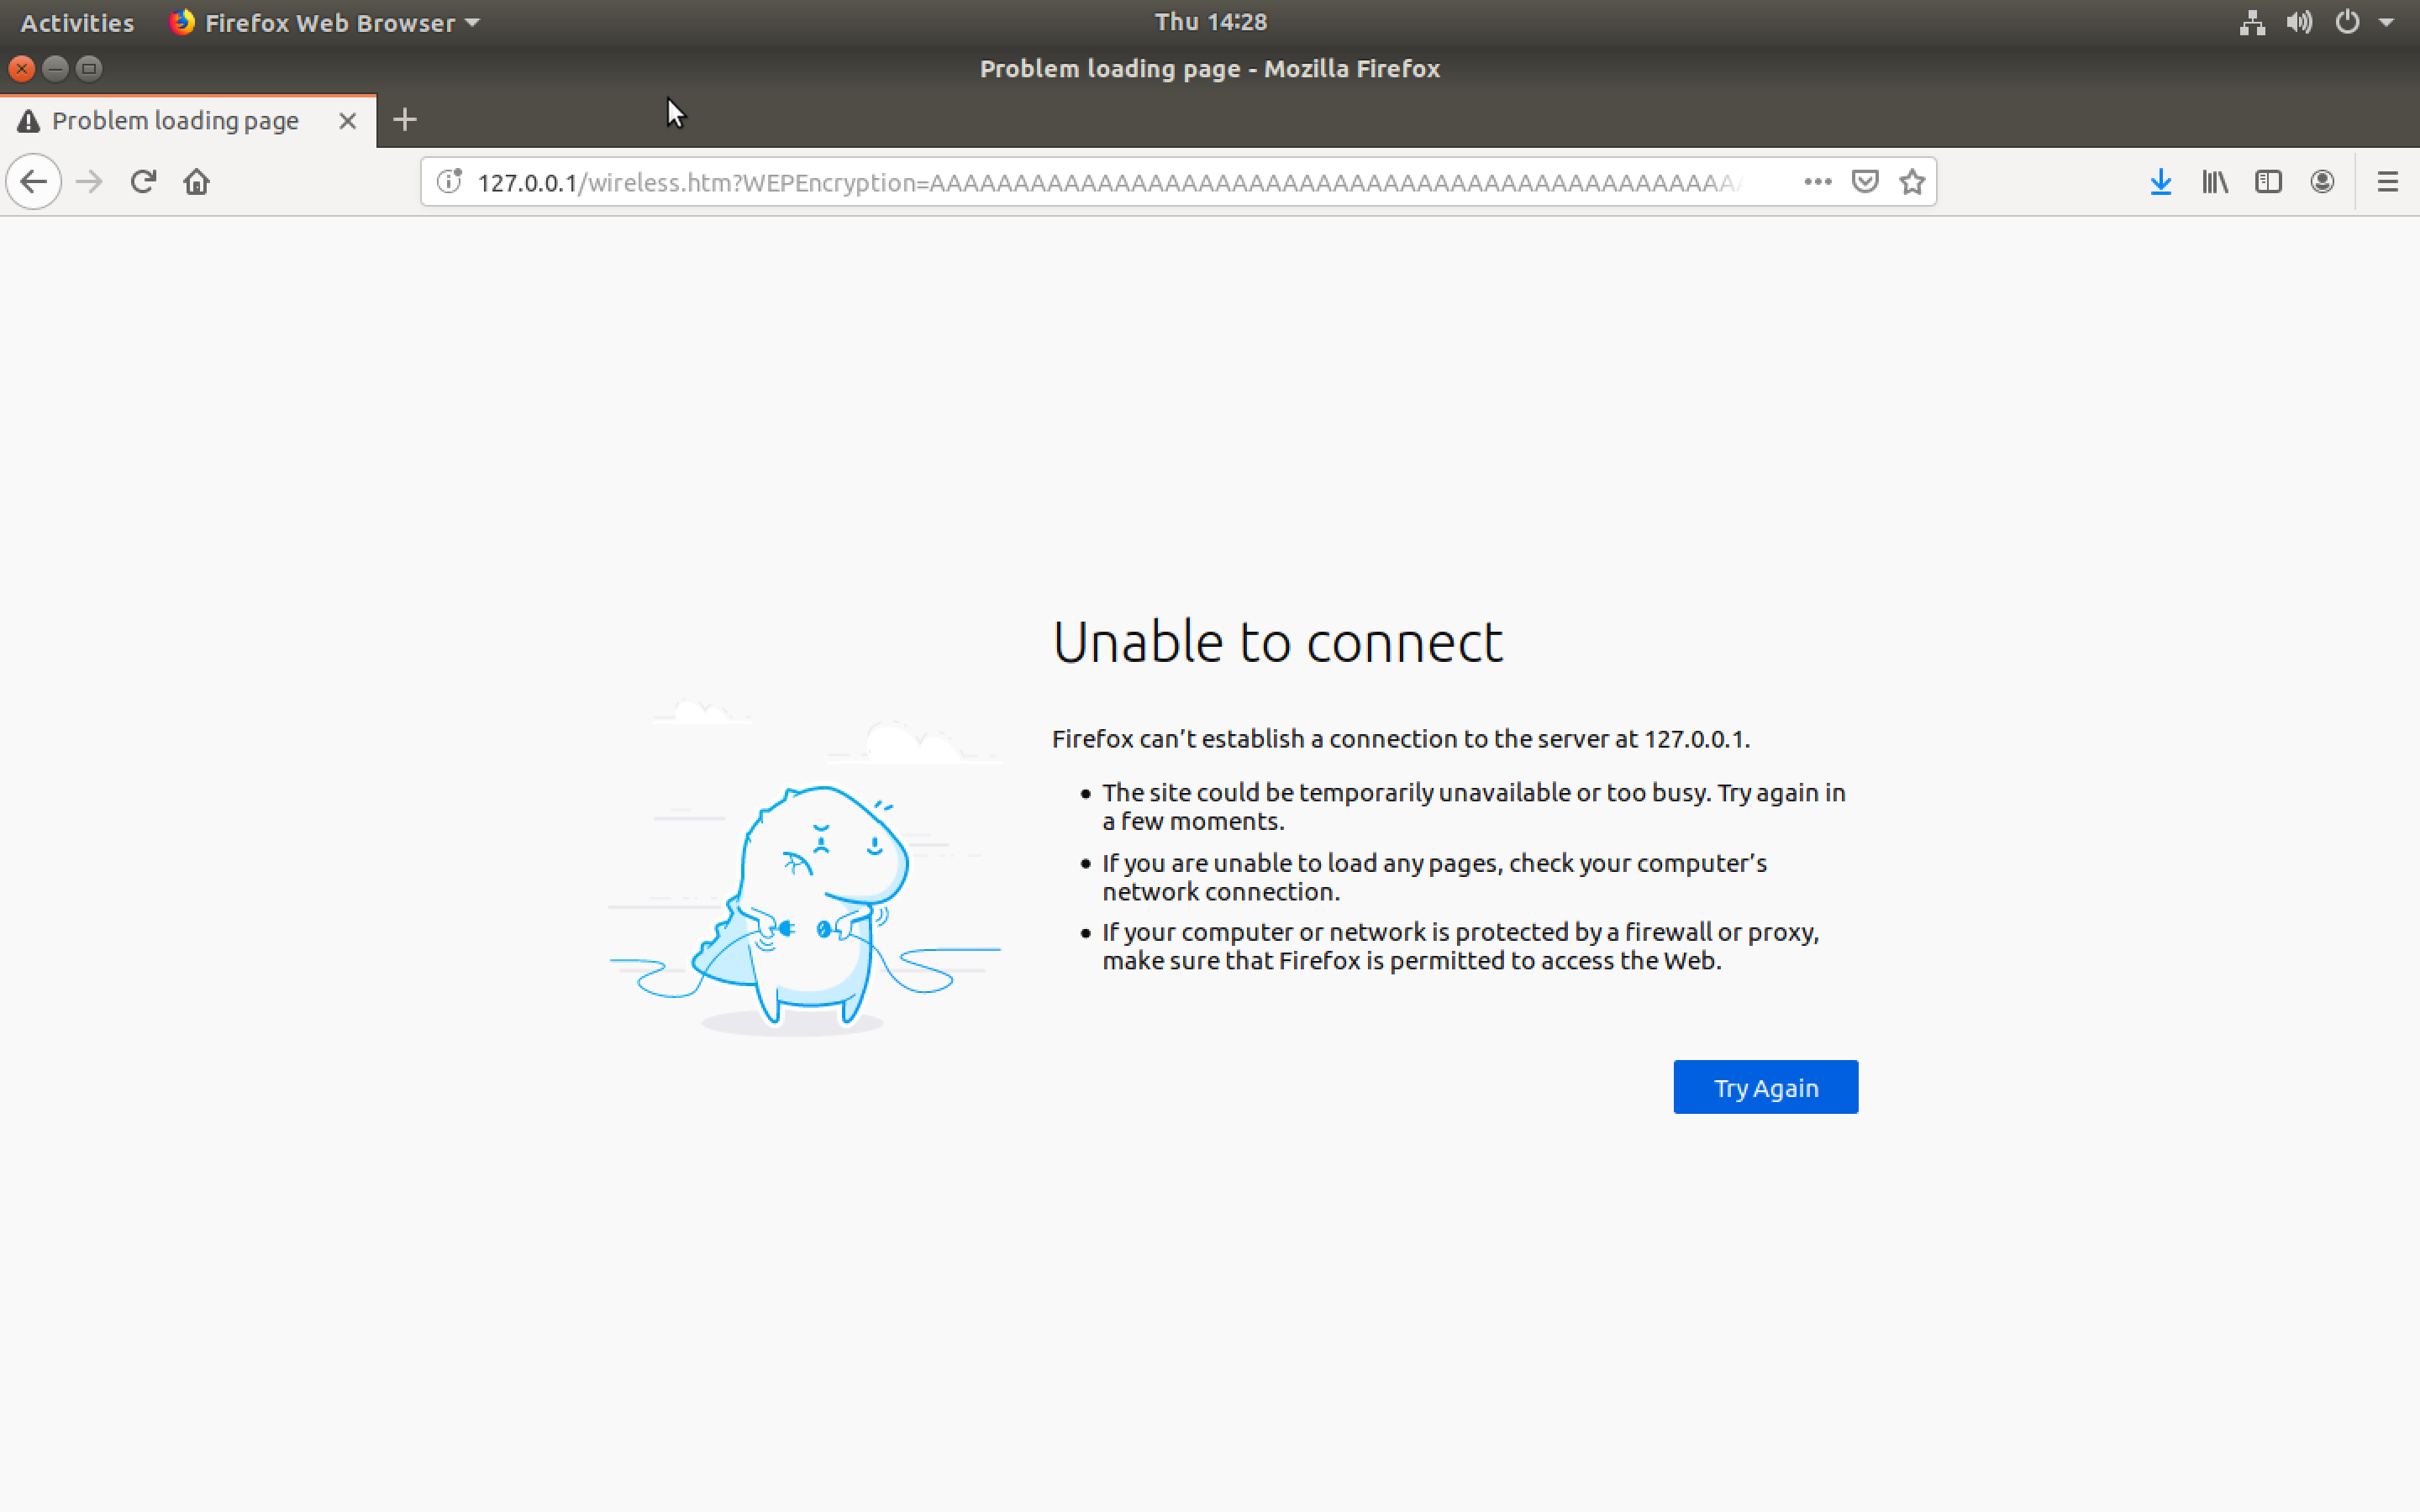 Activities Firefox Web Browser Thu 14:28
Problem loading page - Mozilla Firefox
Problem loading page
127.0.0.1/wireless.htm?WEPEncryption=AAAAAAAAAAAAAAAAAAAAAAAAAAAAAAAAAAAAAAAAAAAAAAAA
Unable to connect
Firefox can’t establish a connection to the server at 127.0.0.1.
• The site could be temporarily unavailable or too busy. Try again in
a few moments.
• If you are unable to load any pages, check your computer’s
network connection.
• If your computer or network is protected by a firewall or proxy,
make sure that Firefox is permitted to access the Web.
Try Again